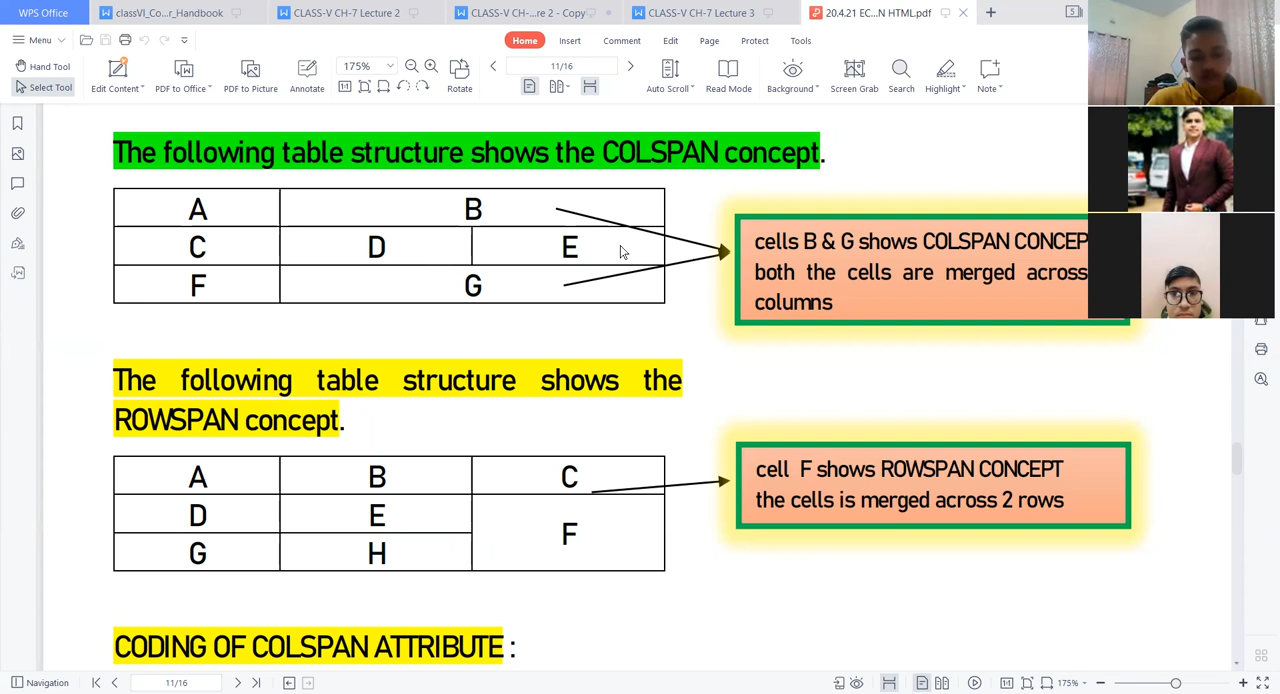 WPS Office classVI_Co...r_Handbook CLASS-V CH-7 Lecture 2 CLASS-V CH-...re 2 - Copy CLASS-V CH-7 Lecture 3 20.4.21 EC....N HTML.pdf 5
Menu Home Insert Comment Edit Page Protect Tools
Hand Tool 175% 11/16
Select Tool Edit Content PDF to Office PDF to Picture Annotate Rotate Auto Scroll Read Mode Background Screen Grab Search Highlight Note
The following table structure shows the COLSPAN concept.
A B
C D E
F G
cells B & G shows COLSPAN CONCEP
both the cells are merged across
columns
The following table structure shows the
ROWSPAN concept.
A B C
D E
F
G H
cell F shows ROWSPAN CONCEPT
the cells is merged across 2 rows
CODING OF COLSPAN ATTRIBUTE :
Navigation 11/16 175%